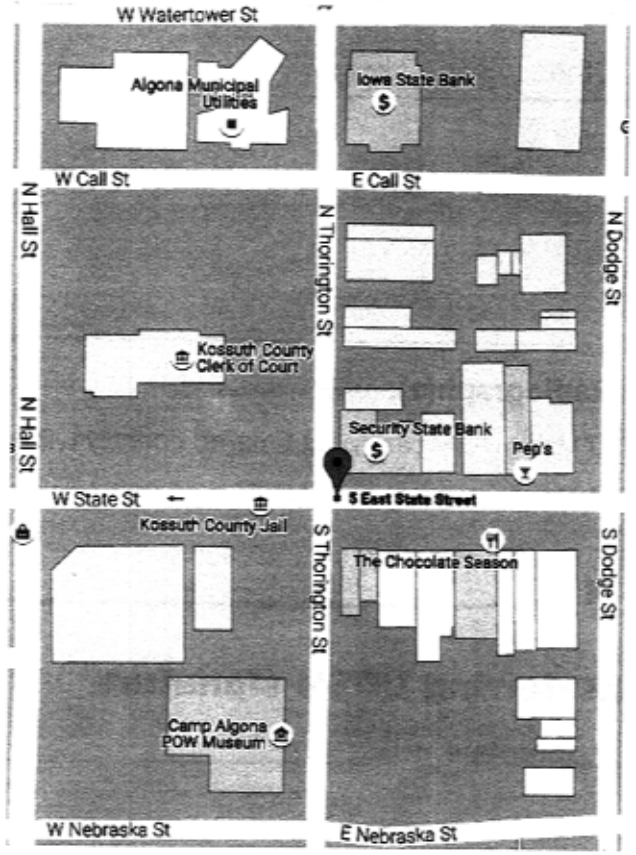 W Watertower St
Algona Municipal
Utilities
Iowa State Bank
$
W Call St
E Call St
N Hall St
N Thorington St
N Dodge St
Kossuth County
Clerk of Court
N Hall St
Security State Bank
$
Pep's
W State St
5 East State Street
Kossuth County Jail
The Chocolate Season
S Thorington St
S Dodge St
Camp Algona
POW Museum
W Nebraska St
E Nebraska St